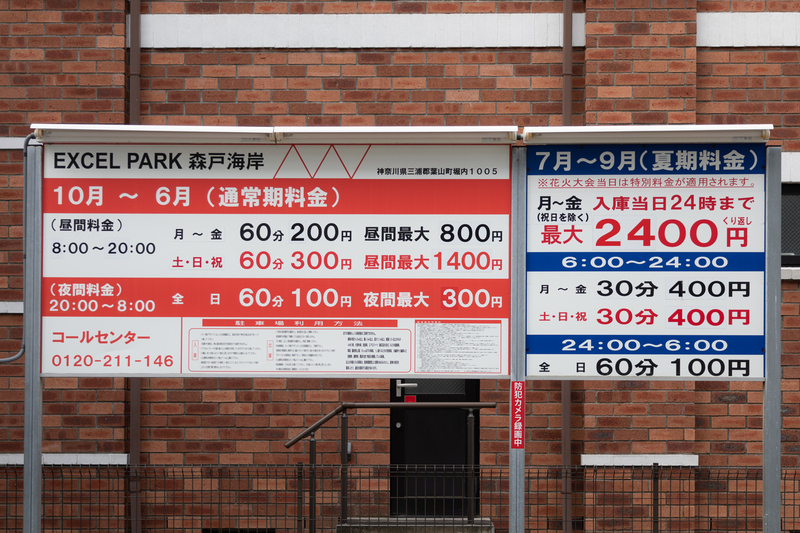 EXCEL PARK 森戸海岸
神奈川県三浦郡葉山町堀内1005
10月 ~ 6月(通常期料金)
(昼間料金)
8:00~20:00
月 ~ 金 60分 200円 昼間最大 800円
土・日・祝 60分 300円 昼間最大 1400円
(夜間料金)
20:00~8:00
全 日 60分 100円 夜間最大 300円
コールセンター
0120-211-146
駐車場利用方法
7月~9月(夏期料金)
※花火大会当日は特別料金が適用されます。
月~金 入庫当日24時まで
(祝日を除く)
最大 2400円 くり返し
6:00~24:00
月 ~ 金 30分 400円
土・日・祝 30分 400円
24:00~6:00
全 日 60分 100円
防犯カメラ録画中